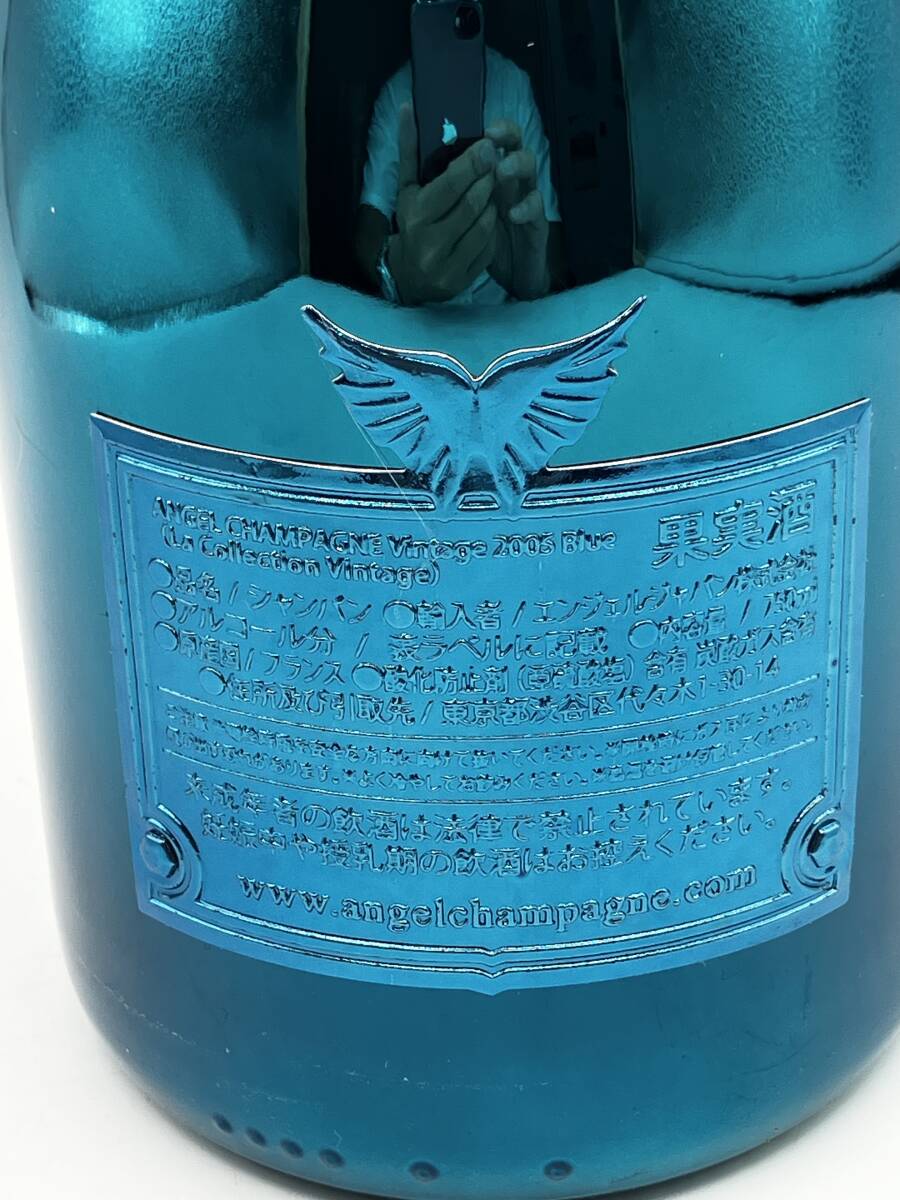 ANGEL CHAMPAGNE Vintage 2005 Blue
(La Collection Vintage)
果実酒
●品名/シャンパン ●輸入者/エンジェルジャパン株式会社
●アルコール分/表ラベルに記載 ●内容量/750ml
●原産国/フランス ●酸化防止剤(亜硫酸塩)含有 炭酸ガス含有
●住所及び引取先/東京都渋谷区代々木1-30-14
未成年者の飲酒は法律で禁止されています。
妊娠中や授乳期の飲酒はお控えください。
www.angelchampagne.com